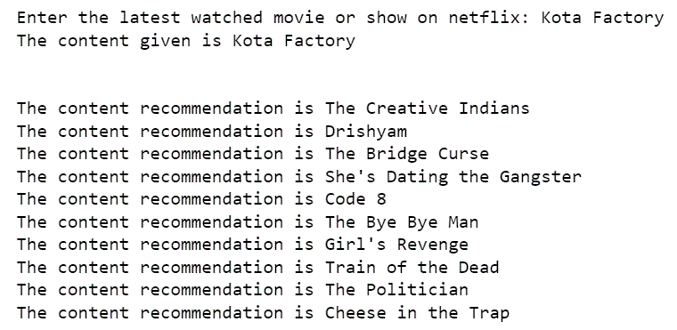 Enter the latest watched movie or show on netflix: Kota Factory
The content given is Kota Factory
The content recommendation is The Creative Indians
The content recommendation is Drishyam
The content recommendation is The Bridge Curse
The content recommendation is She's Dating the Gangster
The content recommendation is Code 8
The content recommendation is The Bye Bye Man
The content recommendation is Girl's Revenge
The content recommendation is Train of the Dead
The content recommendation is The Politician
The content recommendation is Cheese in the Trap